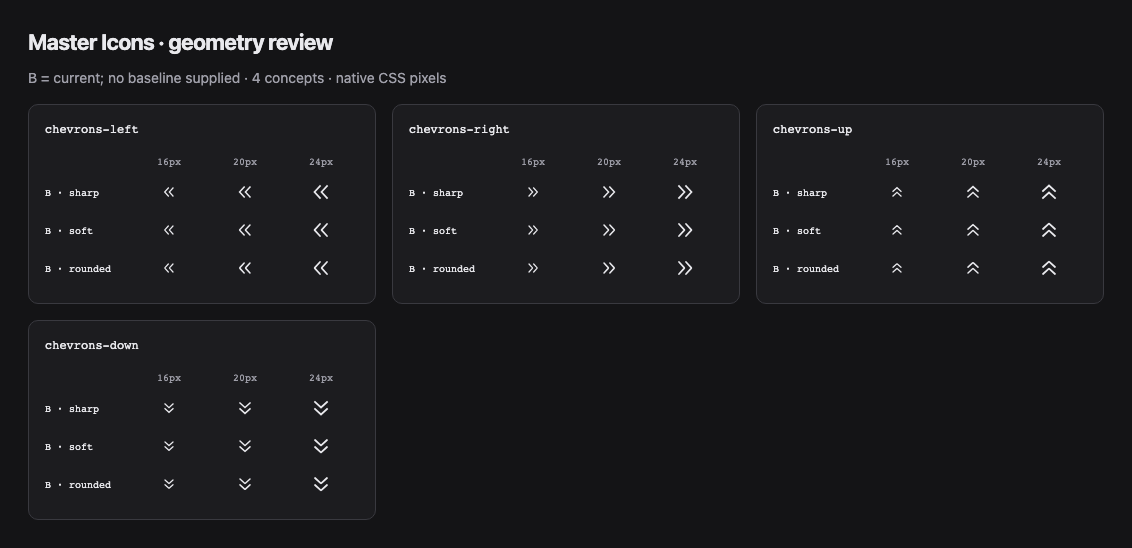 Master Icons · geometry review
B = current; no baseline supplied · 4 concepts · native CSS pixels
chevrons-left
16px 20px 24px
B · sharp
B · soft
B · rounded
chevrons-right
16px 20px 24px
B · sharp
B · soft
B · rounded
chevrons-up
16px 20px 24px
B · sharp
B · soft
B · rounded
chevrons-down
16px 20px 24px
B · sharp
B · soft
B · rounded